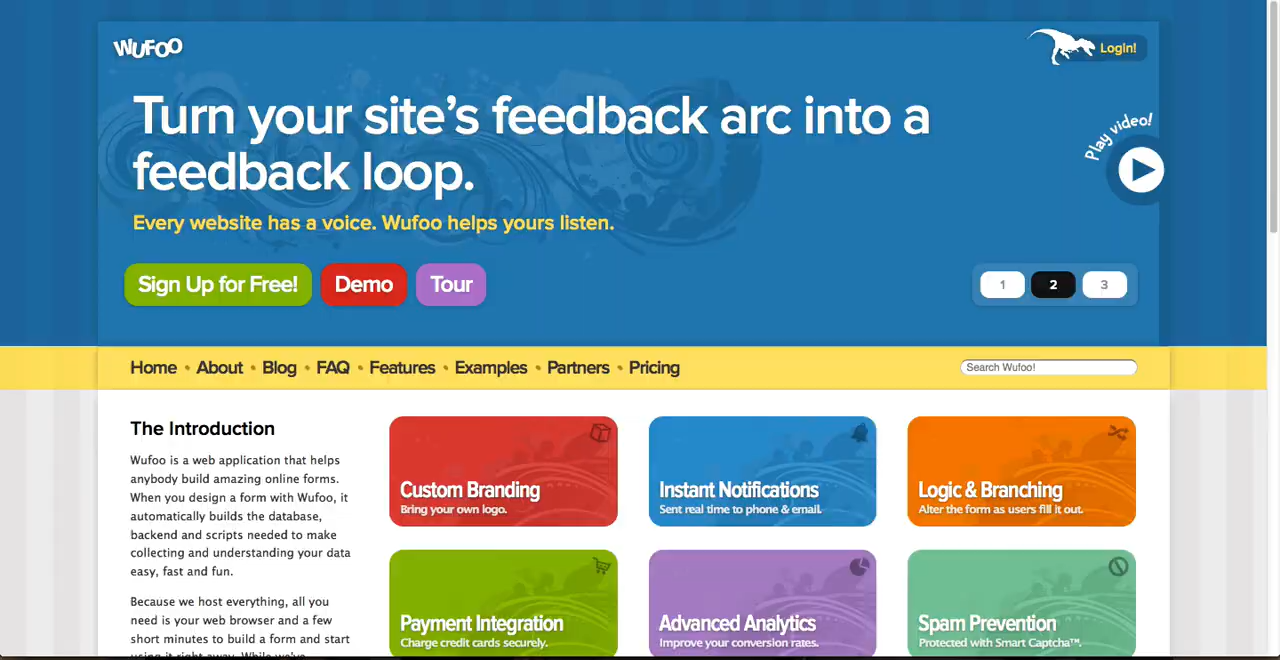 WUFOO
LogIn!
Turn your site's feedback arc into a
feedback loop.
Play video!
Every website has a voice. Wufoo helps yours listen.
Sign Up for Free! Demo Tour
1 2 3
Home • About • Blog • FAQ • Features • Examples • Partners • Pricing
Search Wufoo!
The Introduction
Wufoo is a web application that helps
anybody build amazing online forms.
When you design a form with Wufoo, it
automatically builds the database,
backend and scripts needed to make
collecting and understanding your data
easy, fast and fun.
Because we host everything, all you
need is your web browser and a few
short minutes to build a form and start
using it right away. While we've
Custom Branding
Bring your own logo.
Instant Notifications
Sent real time to phone & email.
Logic & Branching
Alter the form as users fill it out.
Payment Integration
Charge credit cards securely.
Advanced Analytics
Improve your conversion rates.
Spam Prevention
Protected with Smart Captcha™.